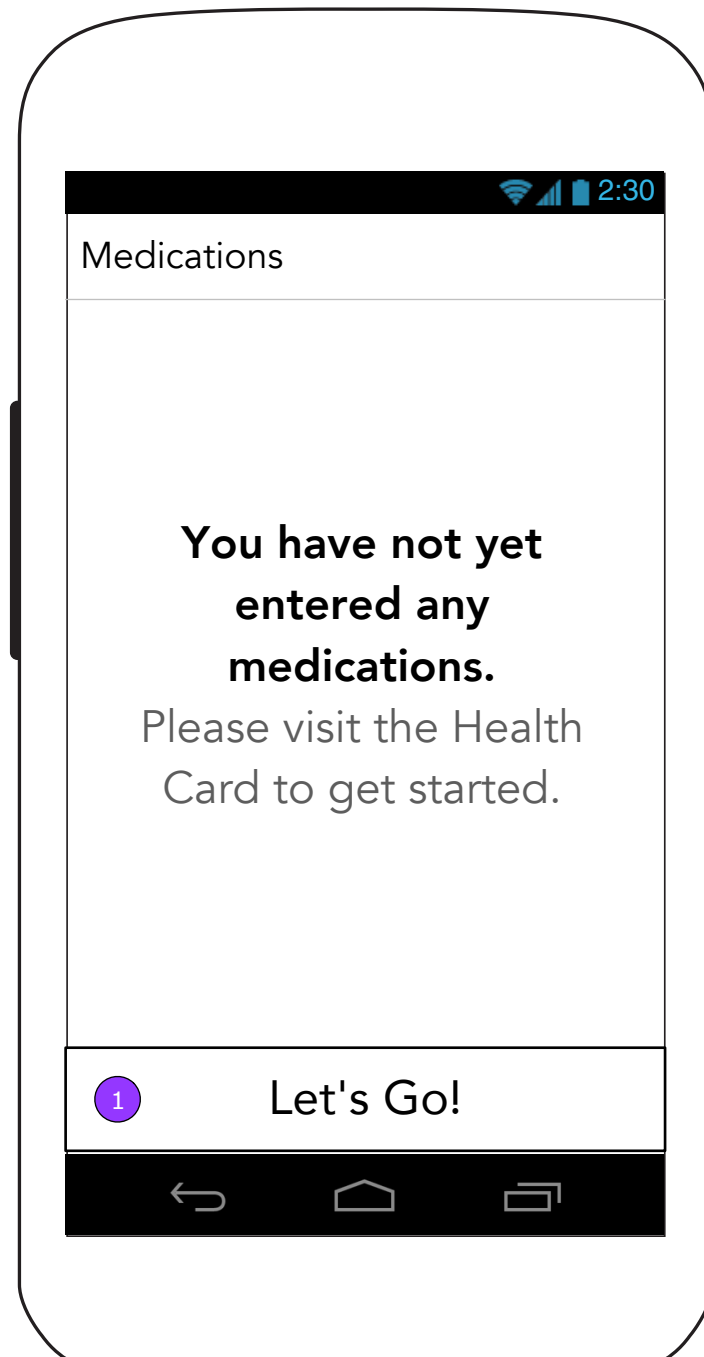 2:30
Medications
You have not yet
entered any
medications.
Please visit the Health
Card to get started.
1
Let's Go!